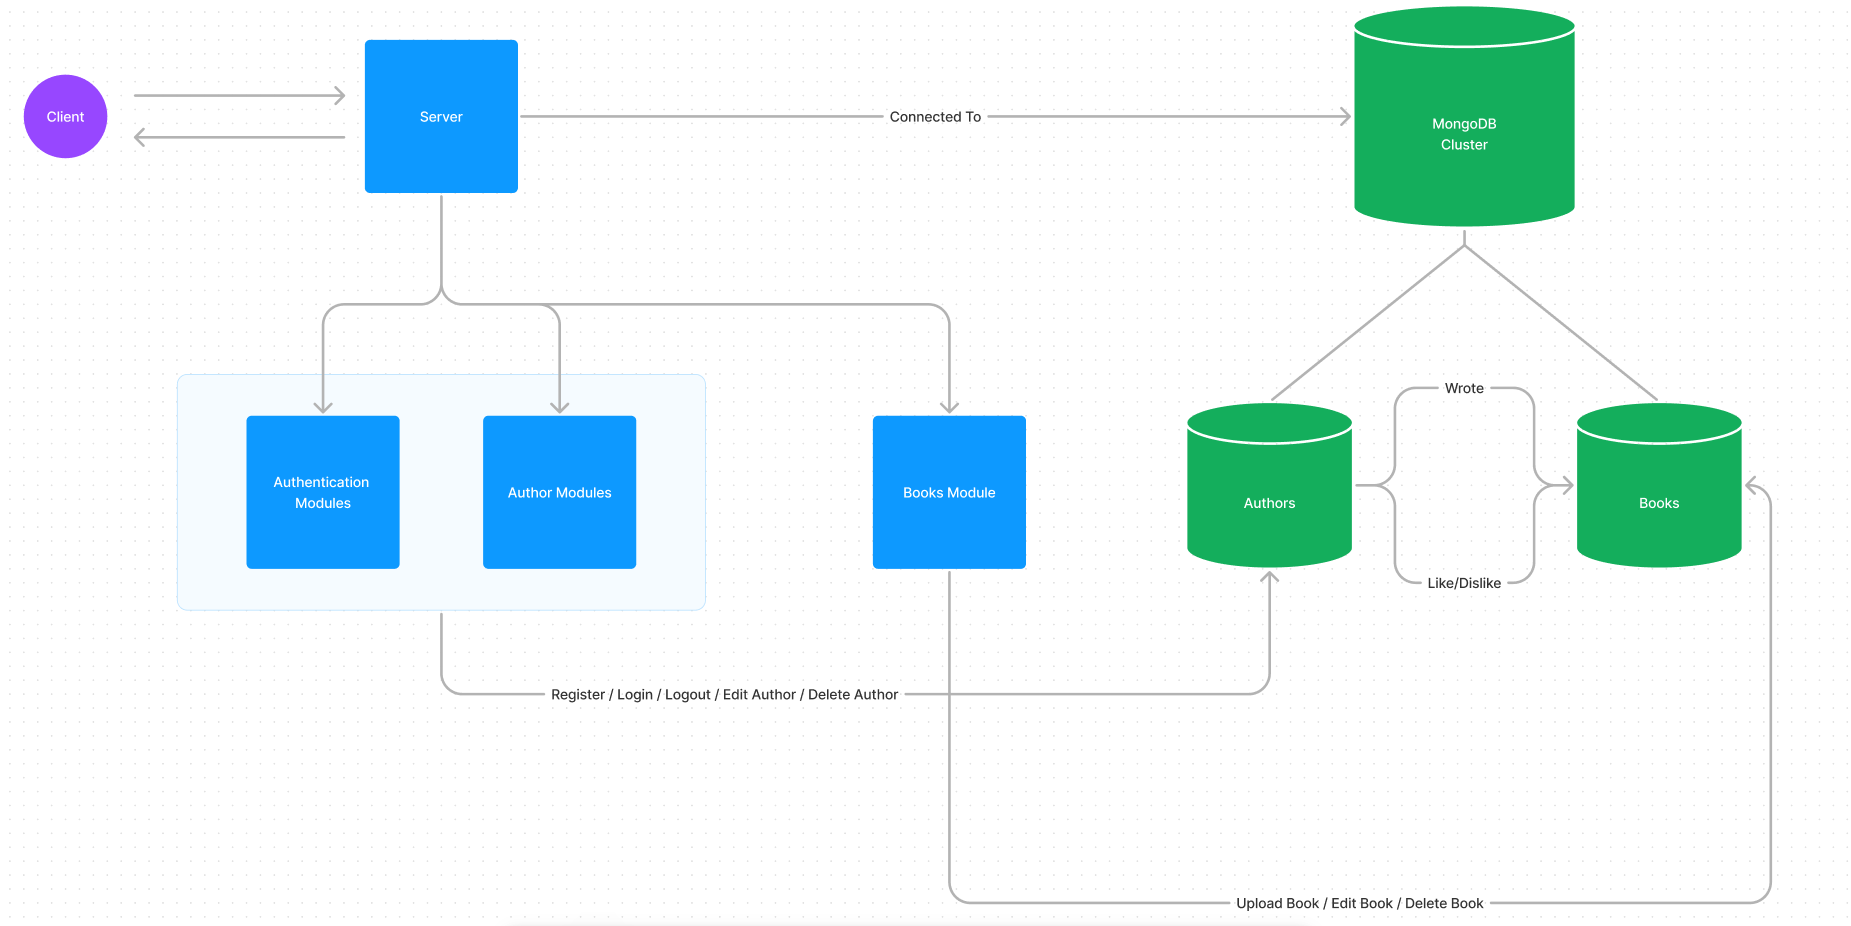 Client
Server
Connected To
MongoDB
Cluster
Wrote
Authentication
Modules
Author Modules
Books Module
Authors
Books
Like/Dislike
Register / Login / Logout / Edit Author / Delete Author
Upload Book / Edit Book / Delete Book